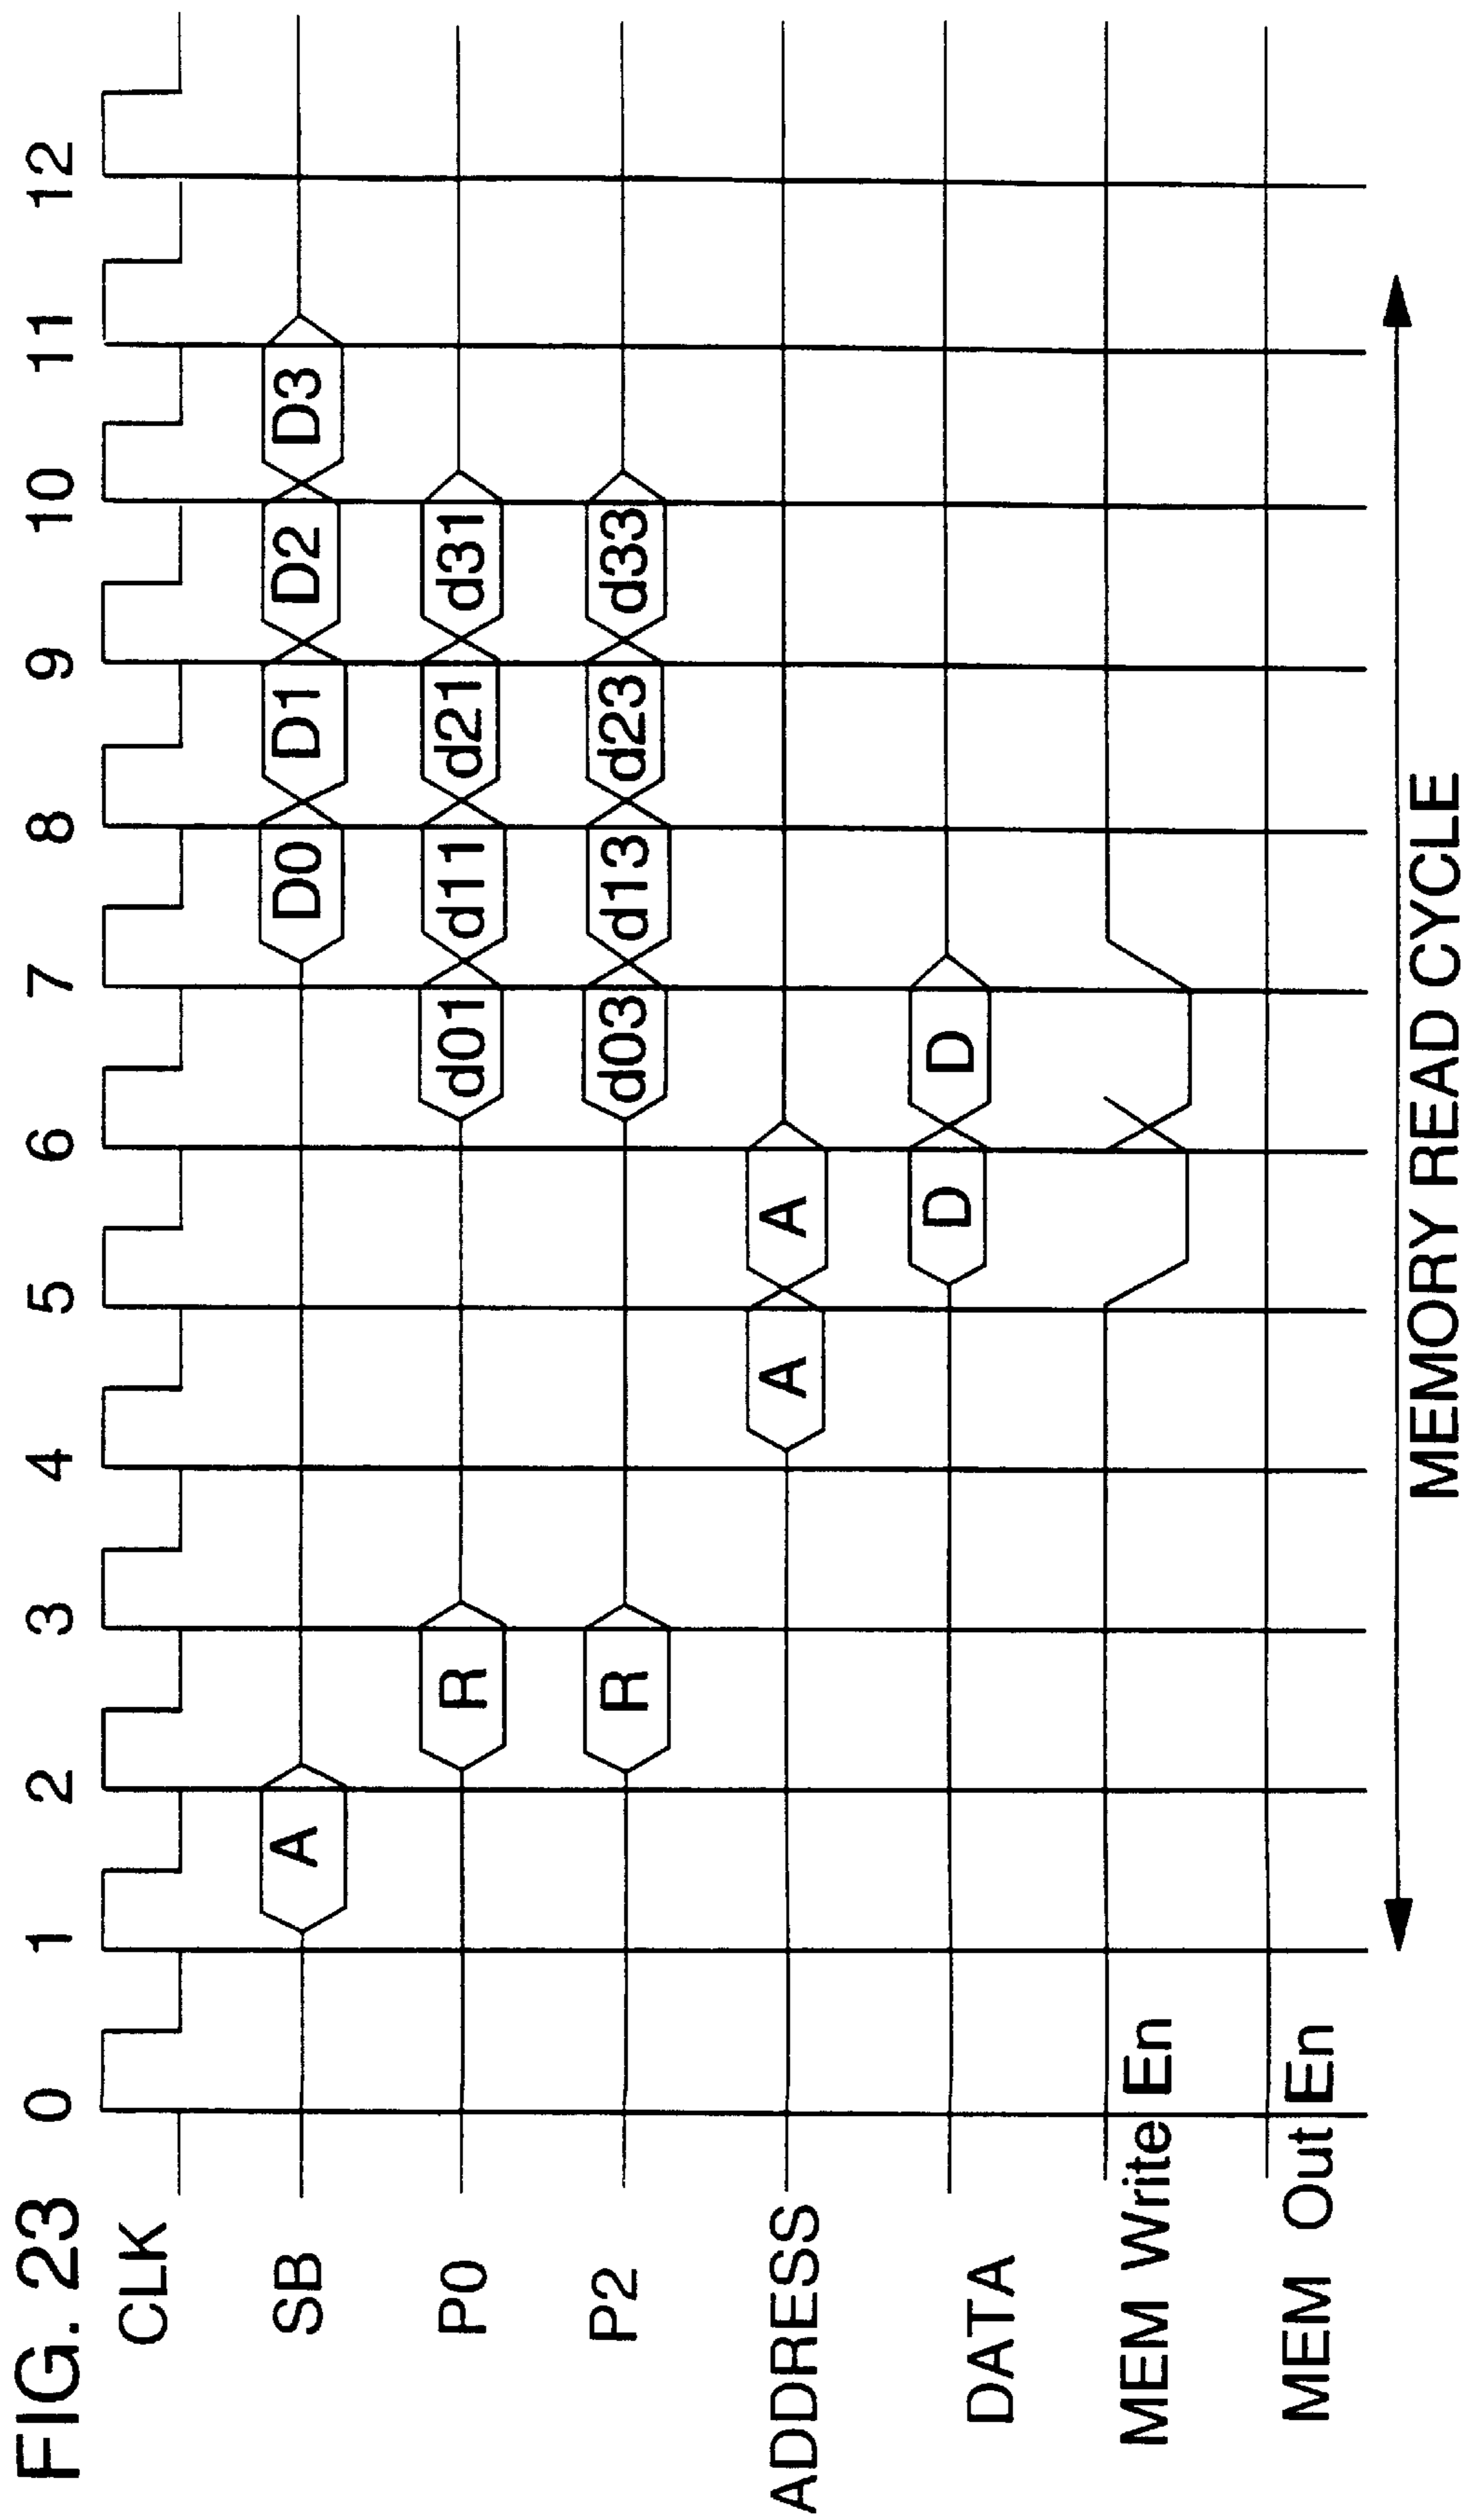 FIG. 23
0 1 2 3 4 5 6 7 8 9 10 11 12
CLK
SB A D0 D1 D2 D3
P0 R d01 d11 d21 d31
P2 R d03 d13 d23 d33
ADDRESS A A
DATA D D
MEM Write En
MEM Out En
MEMORY READ CYCLE